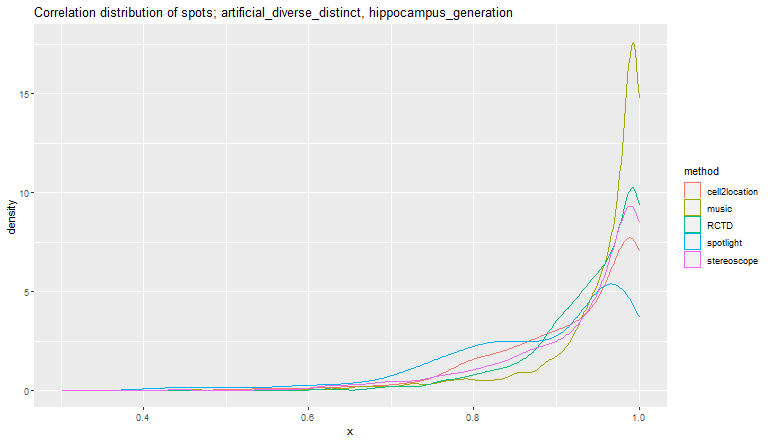 Correlation distribution of spots; artificial_diverse_distinct, hippocampus_generation
15
10
5
0
density
0.4
0.6
0.8
1.0
x
method
cell2location
music
RCTD
spotlight
stereoscope